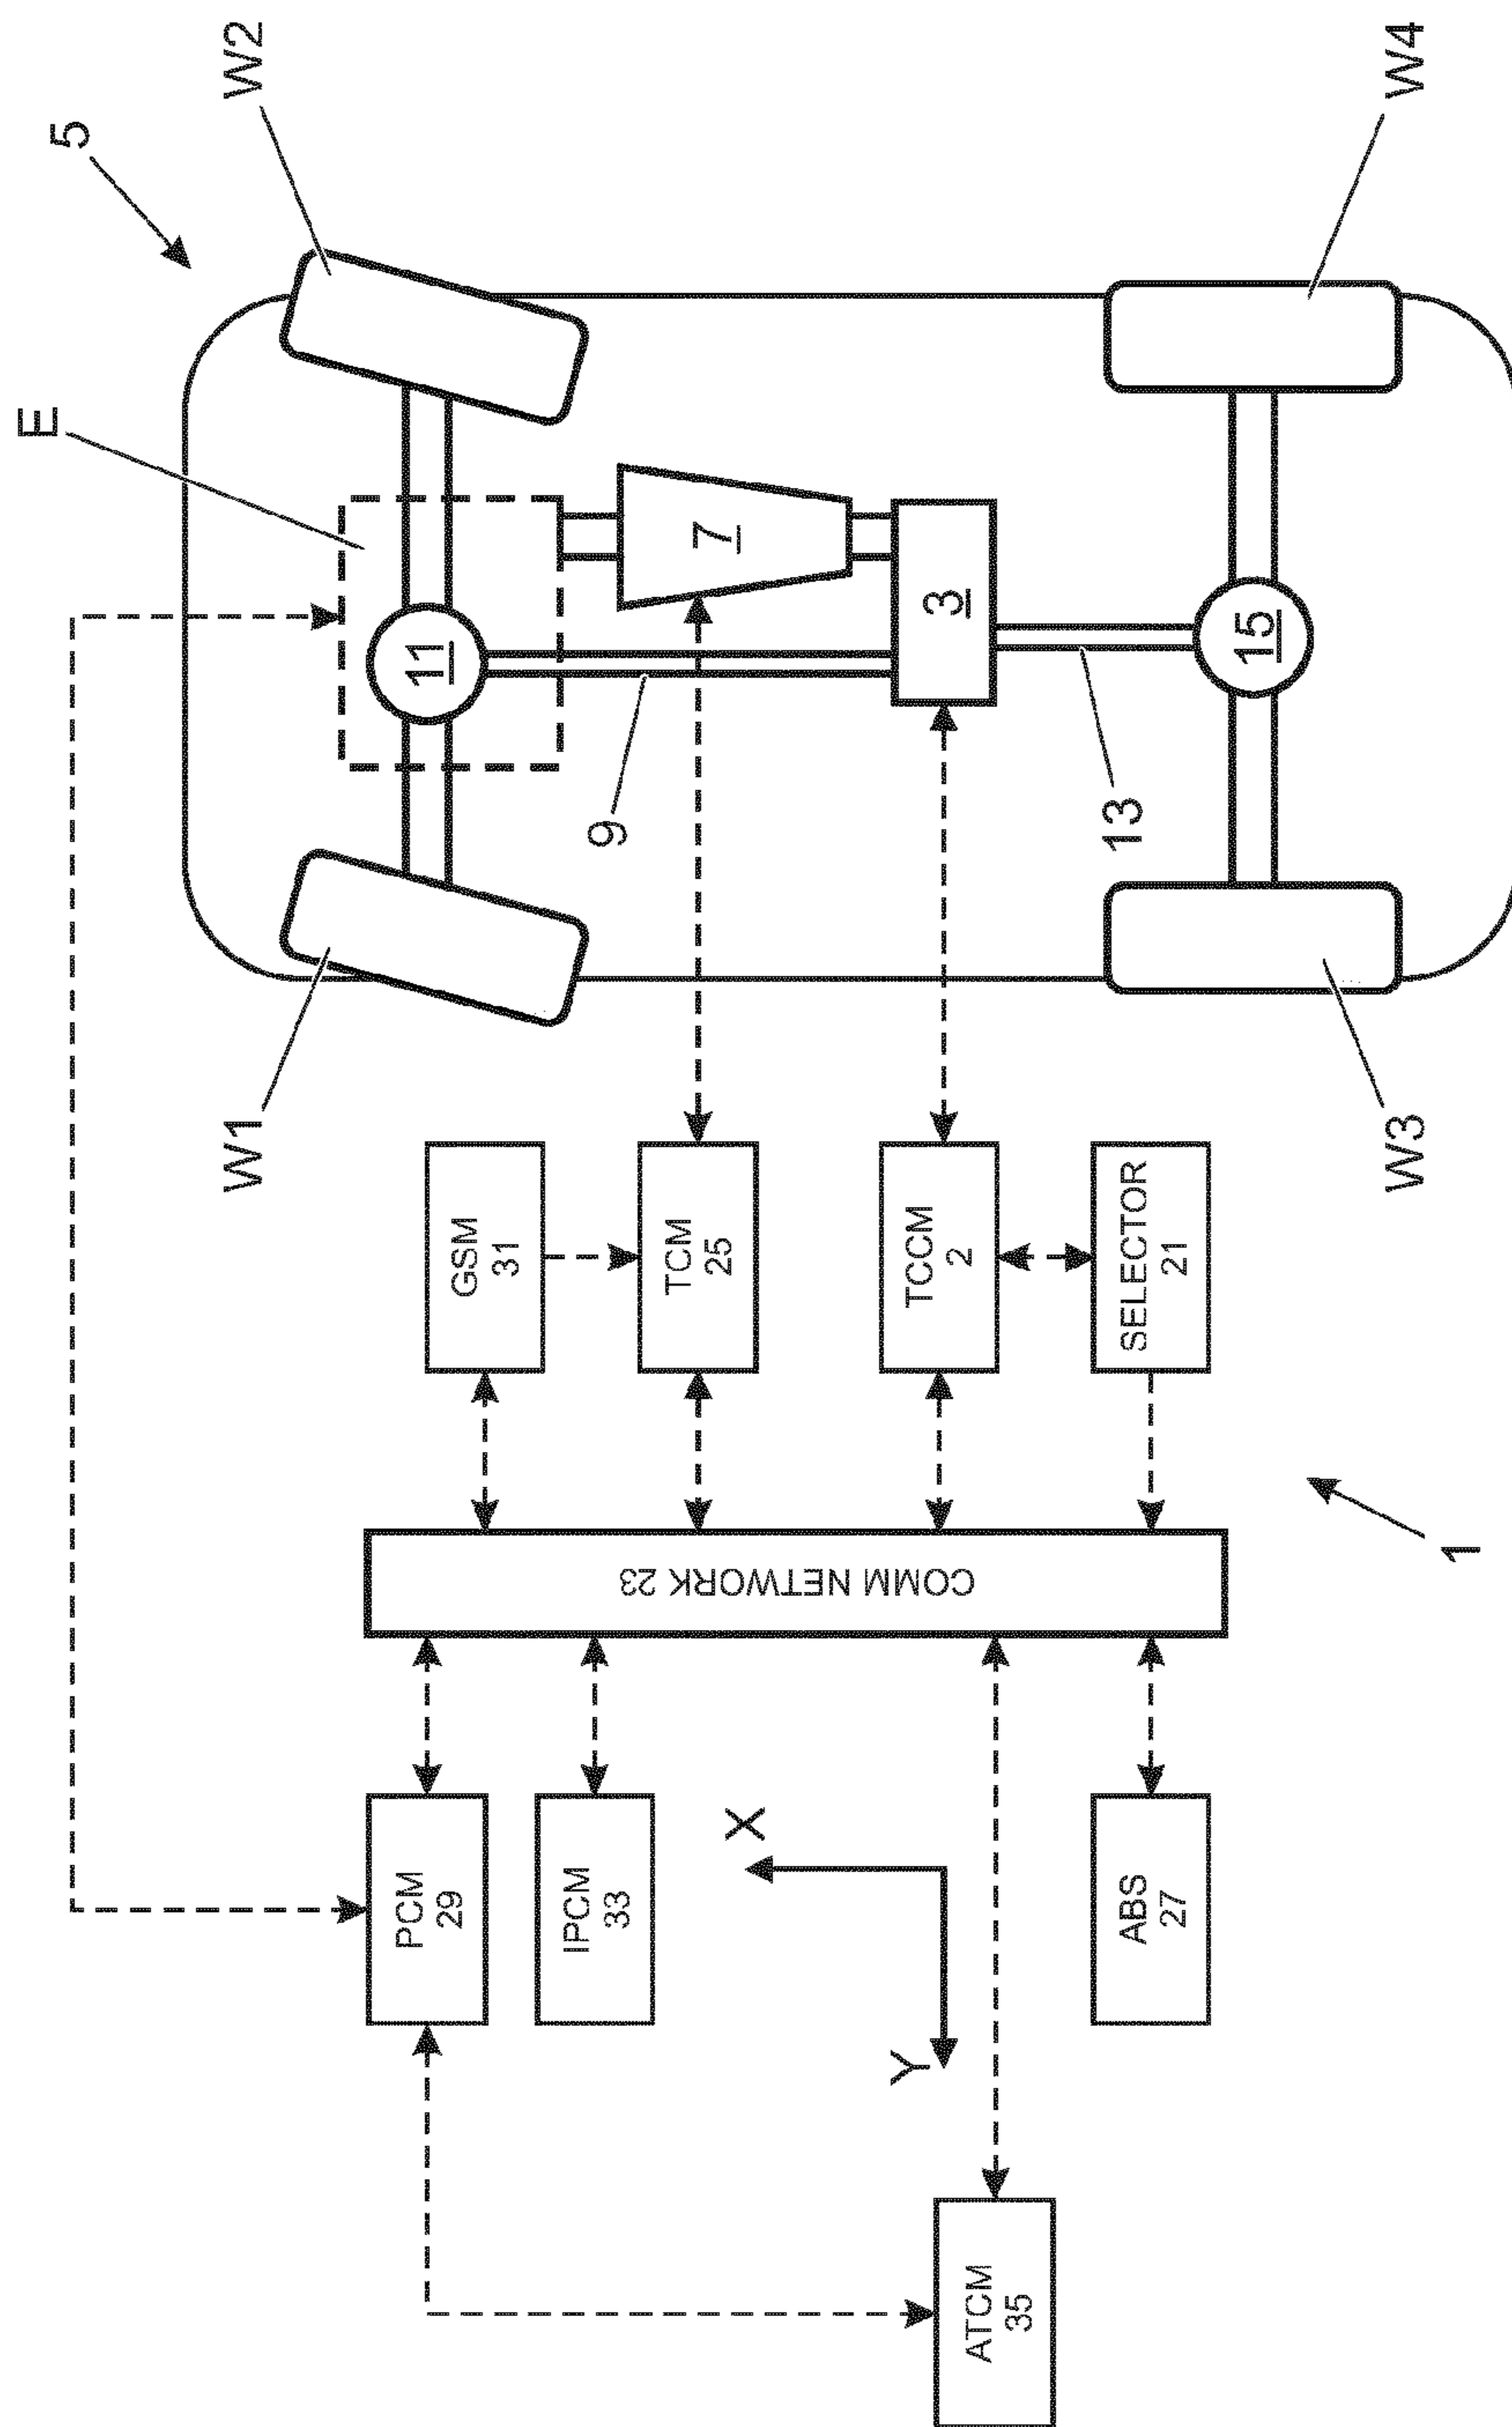 W2
W4
5
E
7
3
11
15
9
13
W1
W3
GSM
31
TCM
25
TCCM
2
SELECTOR
21
COMM NETWORK 23
1
PCM
29
IPCM
33
X
Y
ABS
27
ATCM
35